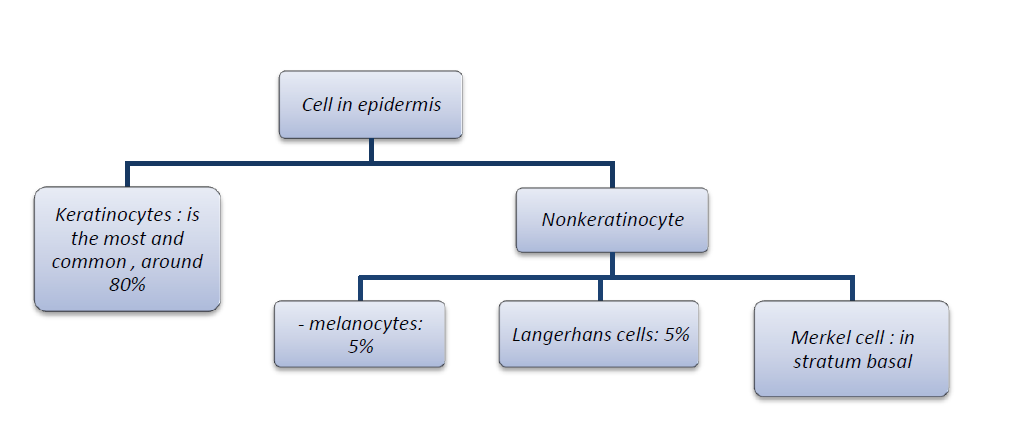 Cell in epidermis
Keratinocytes : is
the most and
common , around
80%
Nonkeratinocyte
- melanocytes:
5%
Langerhans cells: 5%
Merkel cell : in
stratum basal